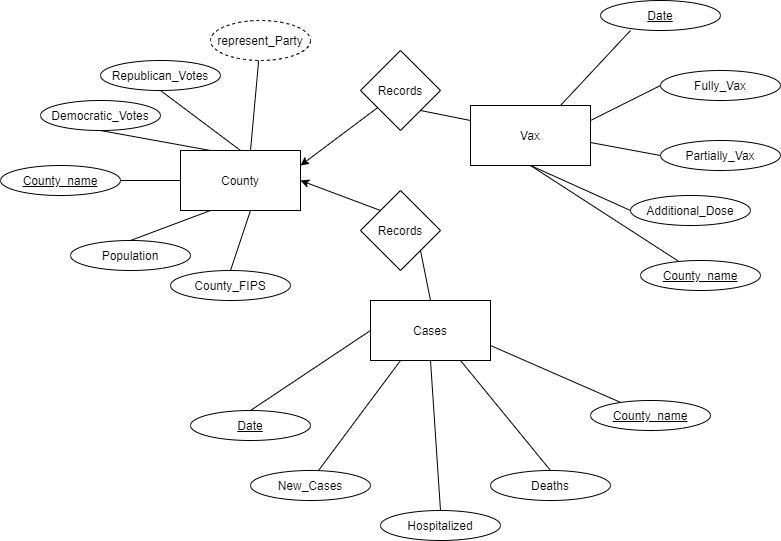 Date
represent_Party
Republican_Votes
Records
Fully_Vax
Democratic_Votes
Vax
Partially_Vax
County_name
County
Additional_Dose
Records
Population
County_FIPS
County_name
Cases
Date
County_name
New_Cases
Deaths
Hospitalized